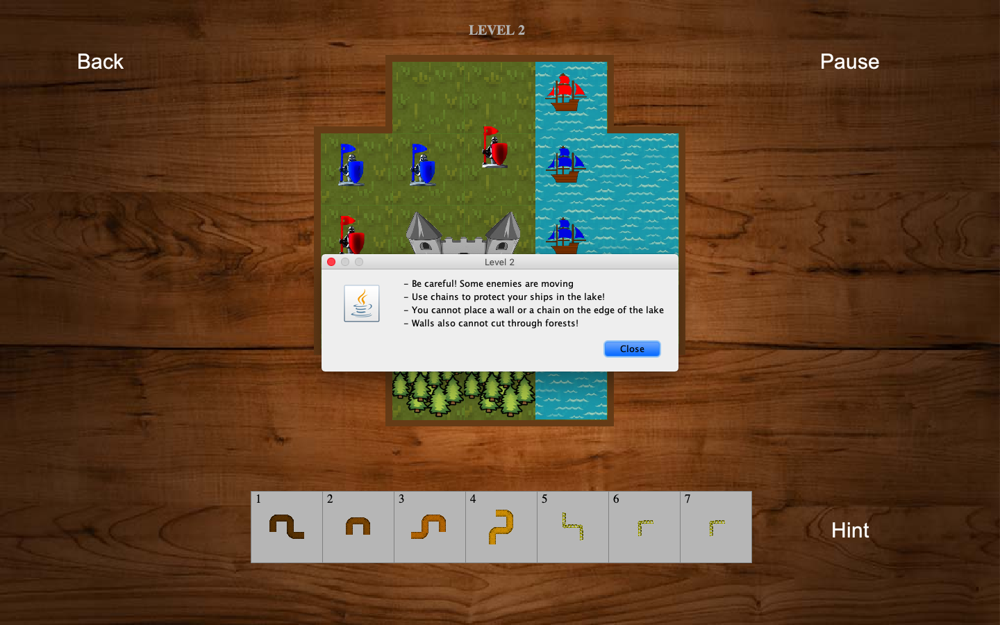 LEVEL 2
Back
Pause
Level 2
- Be careful! Some enemies are moving
- Use chains to protect your ships in the lake!
- You cannot place a wall or a chain on the edge of the lake
- Walls also cannot cut through forests!
Close
1 2 3 4 5 6 7
Hint